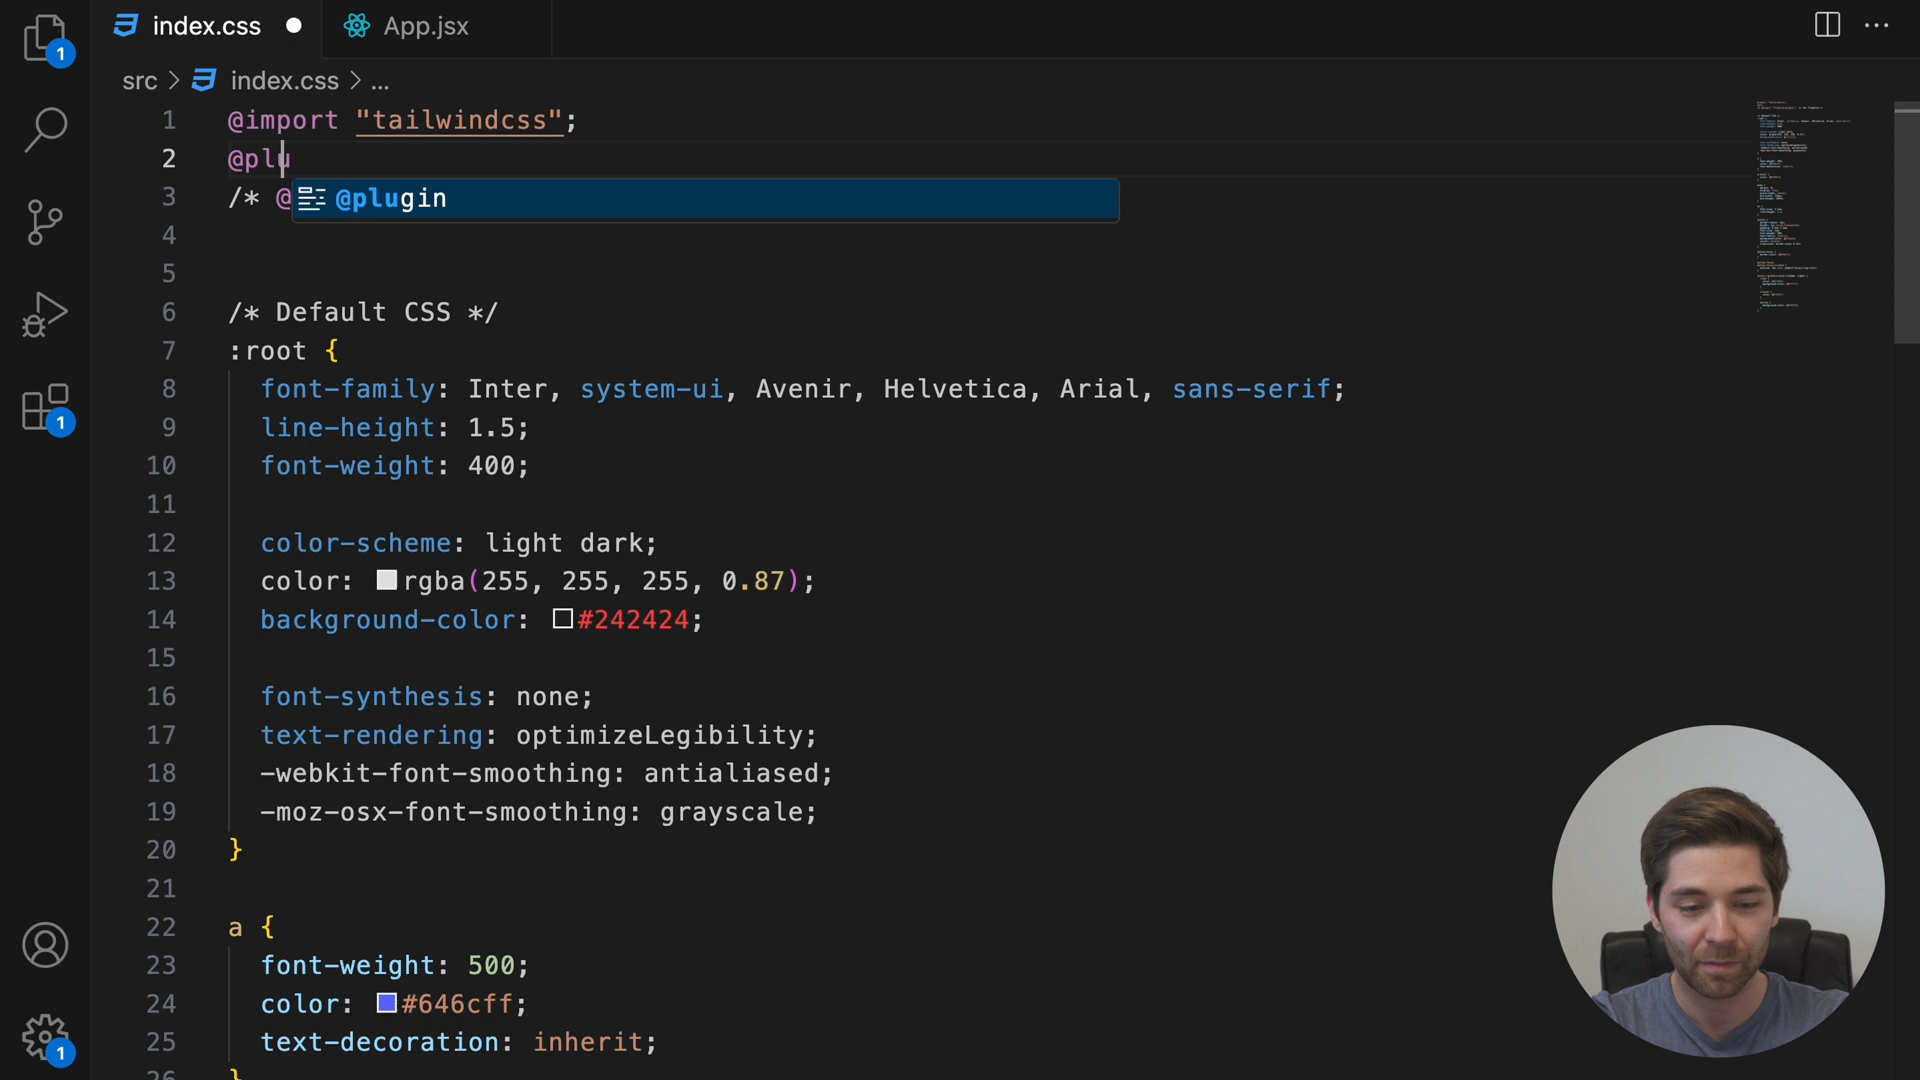 index.css
App.jsx
src > index.css > ...
1 @import "tailwindcss";
2 @plu
3 /* @
@plugin
4
5
6 /* Default CSS */
7 :root {
8 font-family: Inter, system-ui, Avenir, Helvetica, Arial, sans-serif;
9 line-height: 1.5;
10 font-weight: 400;
11
12 color-scheme: light dark;
13 color: rgba(255, 255, 255, 0.87);
14 background-color: #242424;
15
16 font-synthesis: none;
17 text-rendering: optimizeLegibility;
18 -webkit-font-smoothing: antialiased;
19 -moz-osx-font-smoothing: grayscale;
20 }
21
22 a {
23 font-weight: 500;
24 color: #646cff;
25 text-decoration: inherit;
26 }
1
1
1